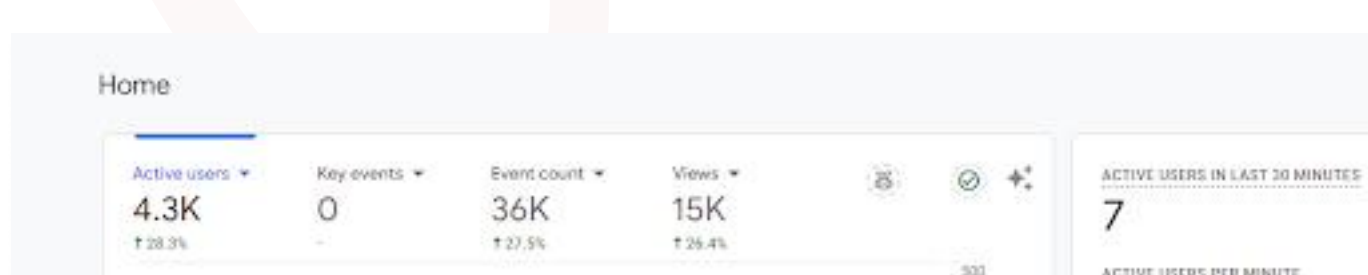 Home
Active users Key events Event count Views
4.3K 0 36K 15K
↑ 28.3% - ↑ 27.5% ↑ 26.4%
500
ACTIVE USERS IN LAST 30 MINUTES
7
ACTIVE USERS PER MINUTE